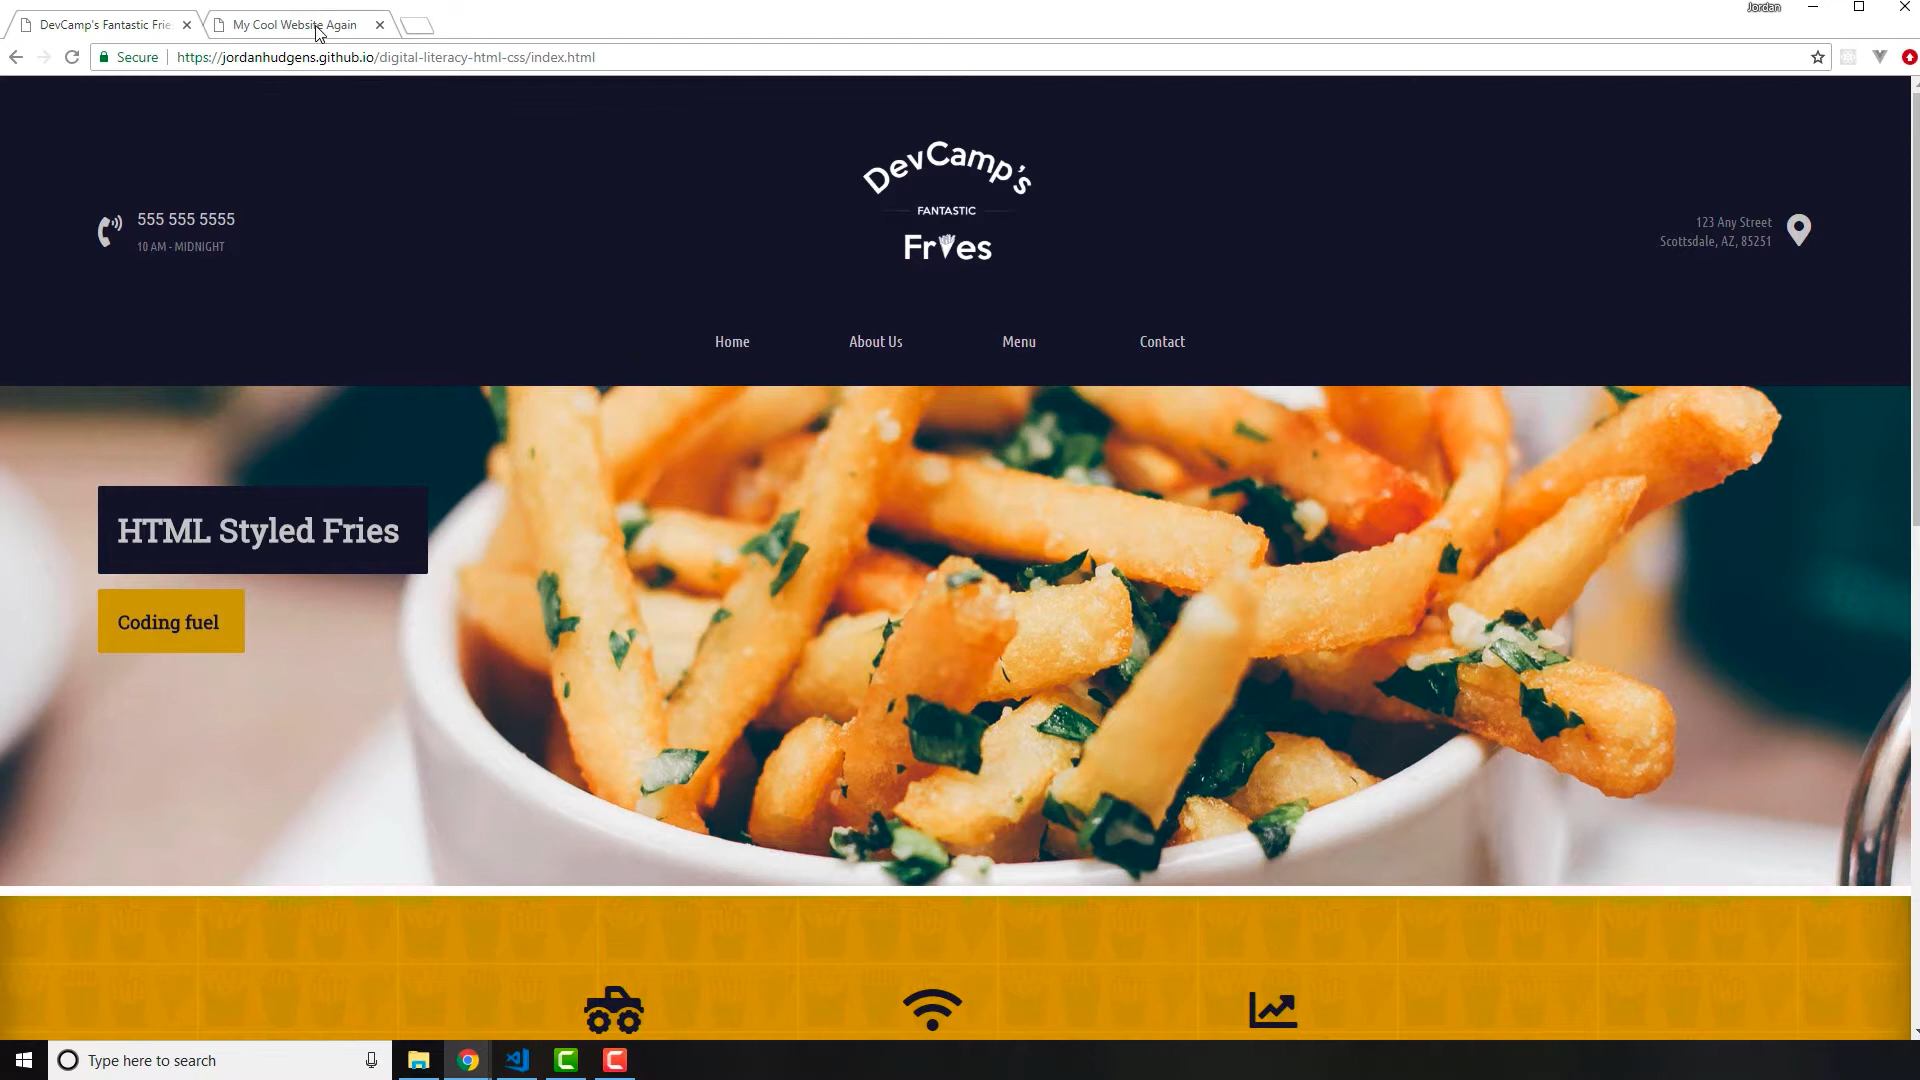 DevCamp's Fantastic Frie
My Cool Website Again
Jordan
Secure
https://jordanhudgens.github.io/digital-literacy-html-css/index.html
DevCamp's
FANTASTIC
Fries
555 555 5555
10 AM - MIDNIGHT
123 Any Street
Scottsdale, AZ, 85251
Home
About Us
Menu
Contact
HTML Styled Fries
Coding fuel
Type here to search